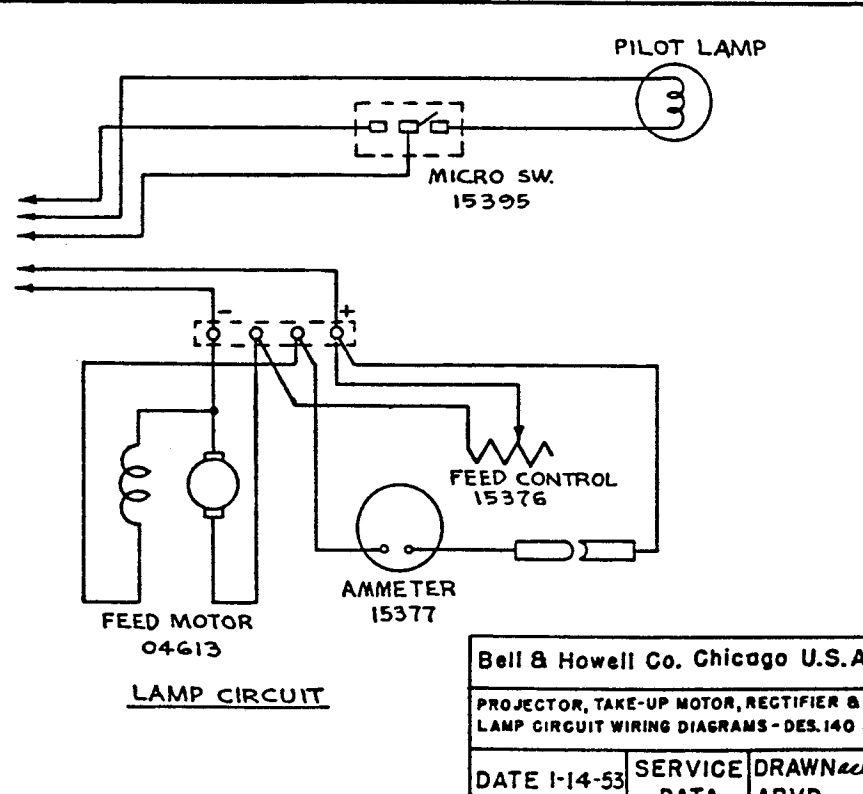 PILOT LAMP
MICRO SW.
15395
- +
FEED CONTROL
15376
AMMETER
15377
FEED MOTOR
04613
LAMP CIRCUIT
Bell & Howell Co. Chicago U.S.A
PROJECTOR, TAKE-UP MOTOR, RECTIFIER &
LAMP CIRCUIT WIRING DIAGRAMS - DES. 140
DATE 1-14-53
SERVICE
DRAWN